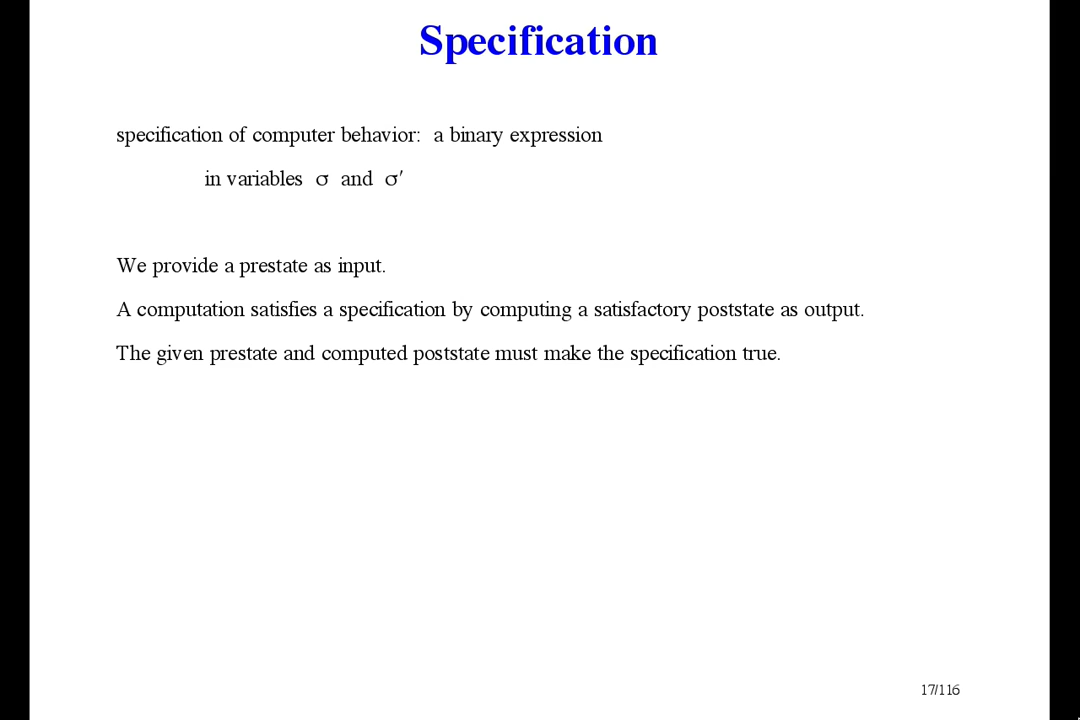 Specification
specification of computer behavior: a binary expression
in variables σ and σ′
We provide a prestate as input.
A computation satisfies a specification by computing a satisfactory poststate as output.
The given prestate and computed poststate must make the specification true.
17/116